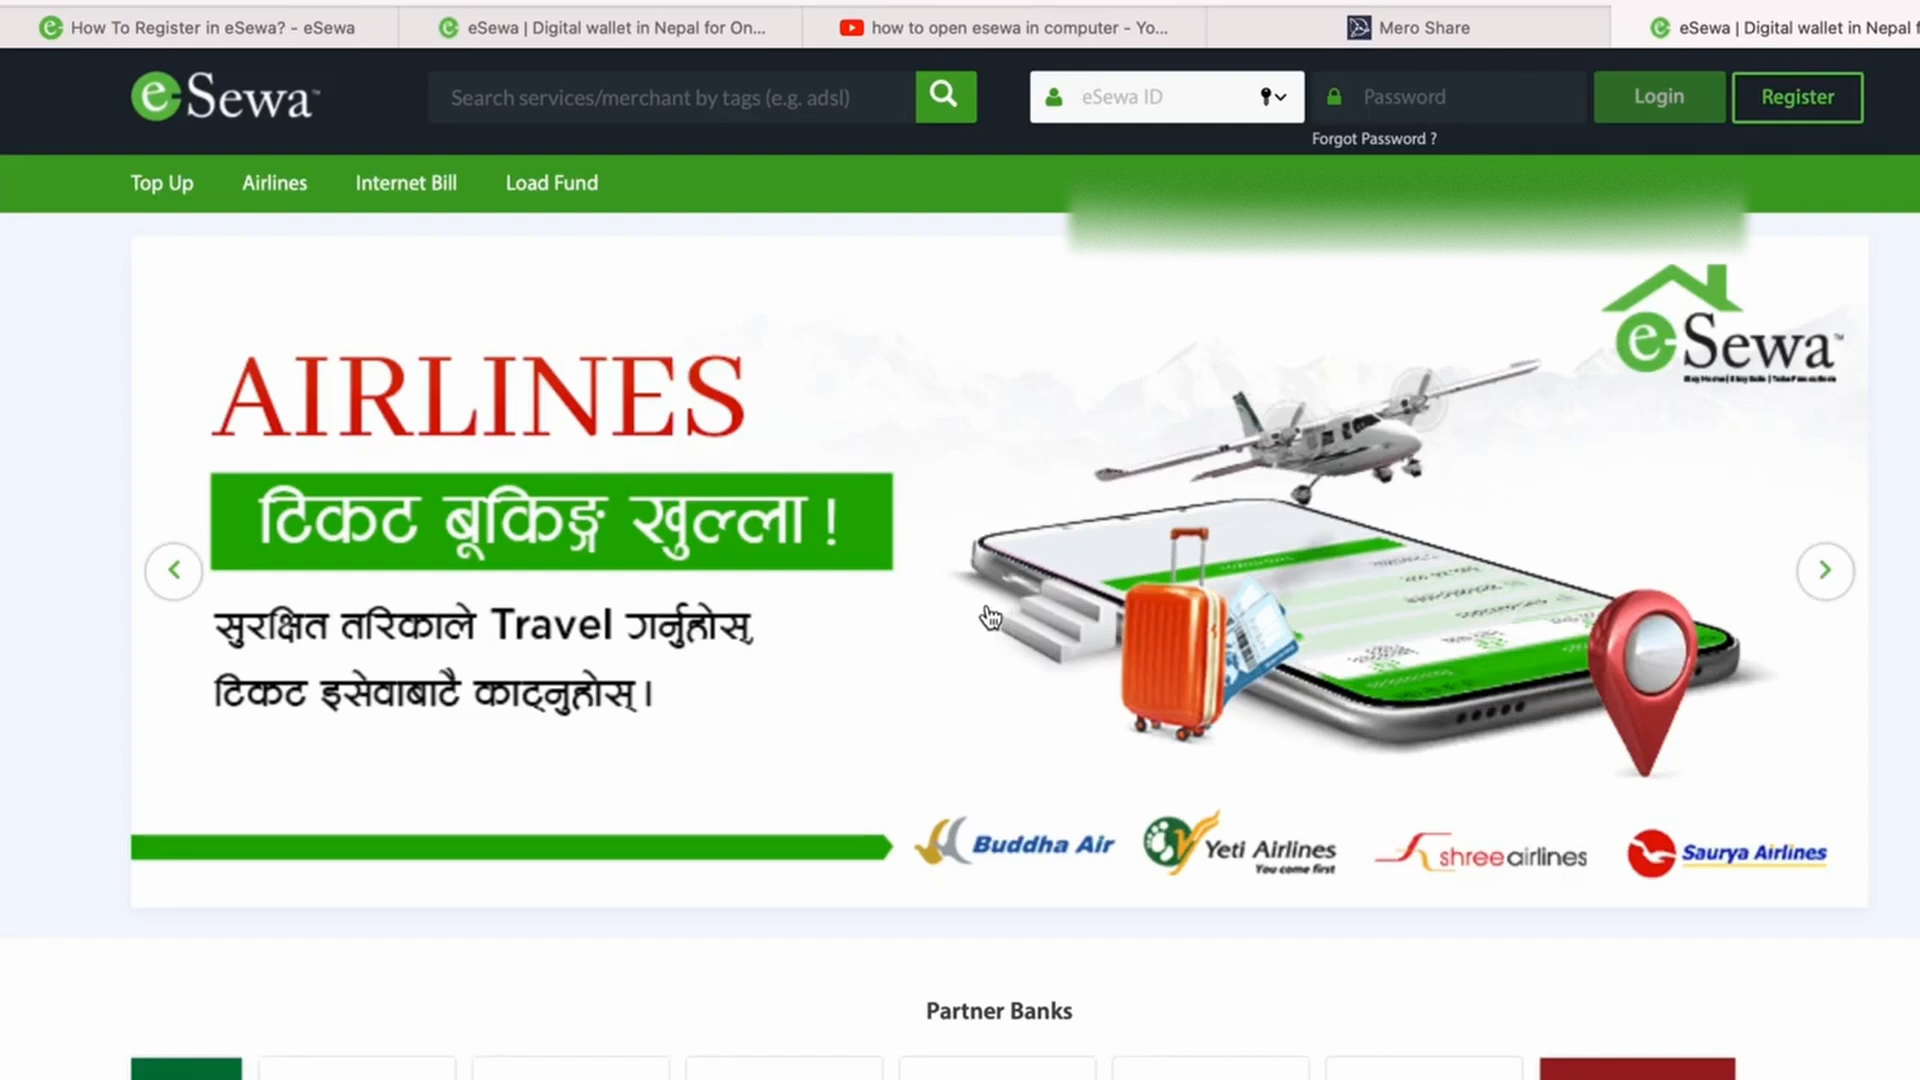 How To Register in eSewa? - eSewa
eSewa | Digital wallet in Nepal for On...
how to open esewa in computer - Yo...
Mero Share
eSewa | Digital wallet in Nepal f
eSewa™
Search services/merchant by tags (e.g. adsl)
eSewa ID
Password
Login
Register
Forgot Password ?
Top Up
Airlines
Internet Bill
Load Fund
eSewa™
AIRLINES
टिकट बूकिङ्ग खुल्ला !
सुरक्षित तरिकाले Travel गर्नुहोस्,
टिकट इसेवाबाटै काट्नुहोस् ।
Buddha Air
Yeti Airlines
You come first
shreeairlines
Saurya Airlines
Partner Banks